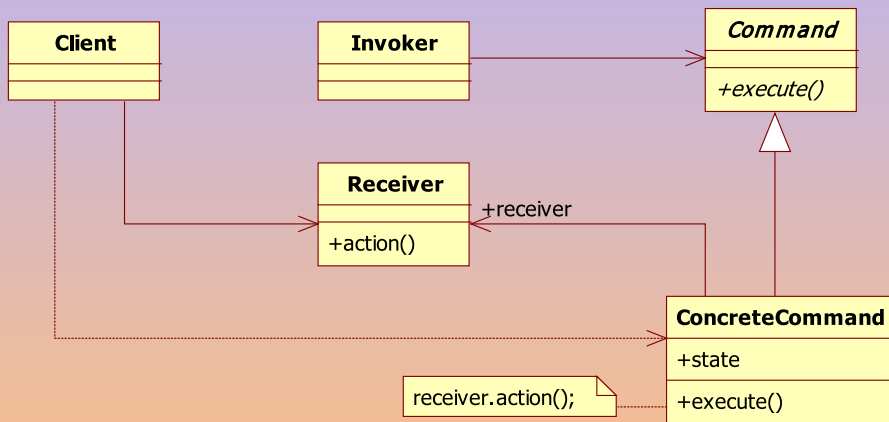 Client
Invoker
Command
+execute()
Receiver
+receiver
+action()
ConcreteCommand
+state
receiver.action();
+execute()